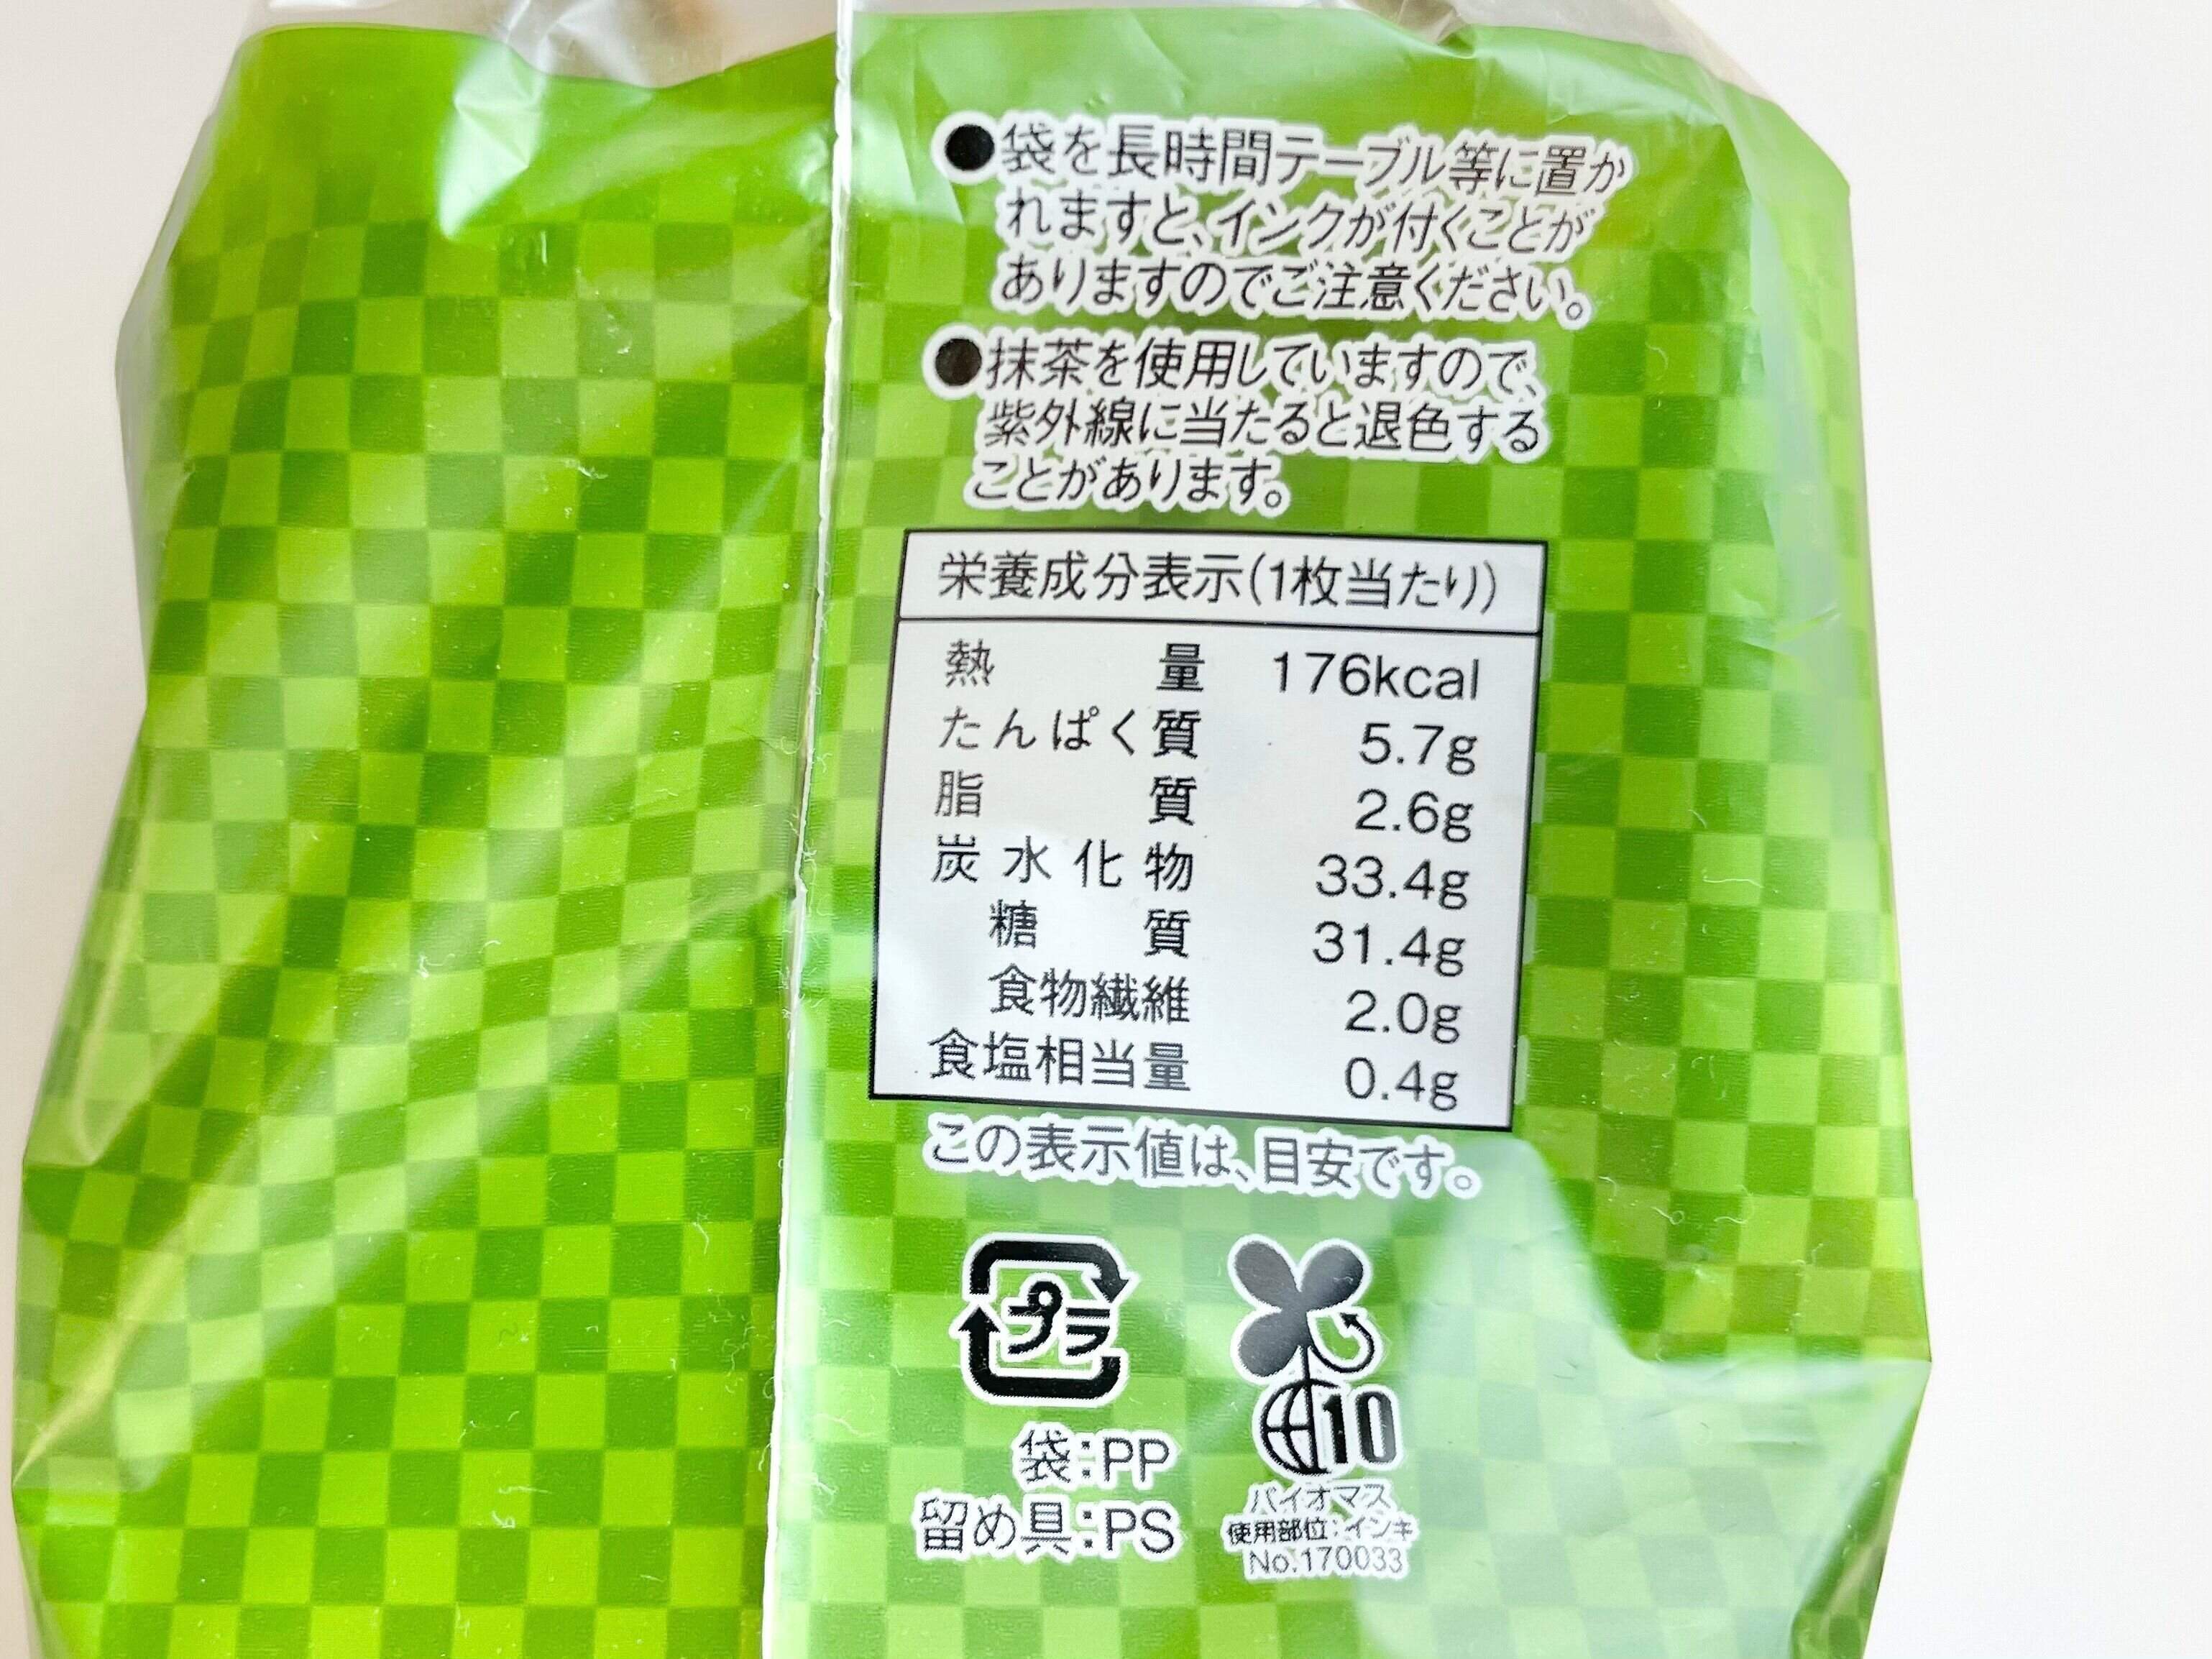 ●袋を長時間テーブル等に置か
れますと、インクが付くことが
ありますのでご注意ください。
●抹茶を使用していますので、
紫外線に当たると退色する
ことがあります。
栄養成分表示(1枚当たり)
熱量 176kcal
たんぱく質 5.7g
脂質 2.6g
炭水化物 33.4g
糖質 31.4g
食物繊維 2.0g
食塩相当量 0.4g
この表示値は、目安です。
プラ
袋:PP
留め具:PS
10
バイオマス
使用部位:インキ
No.170033